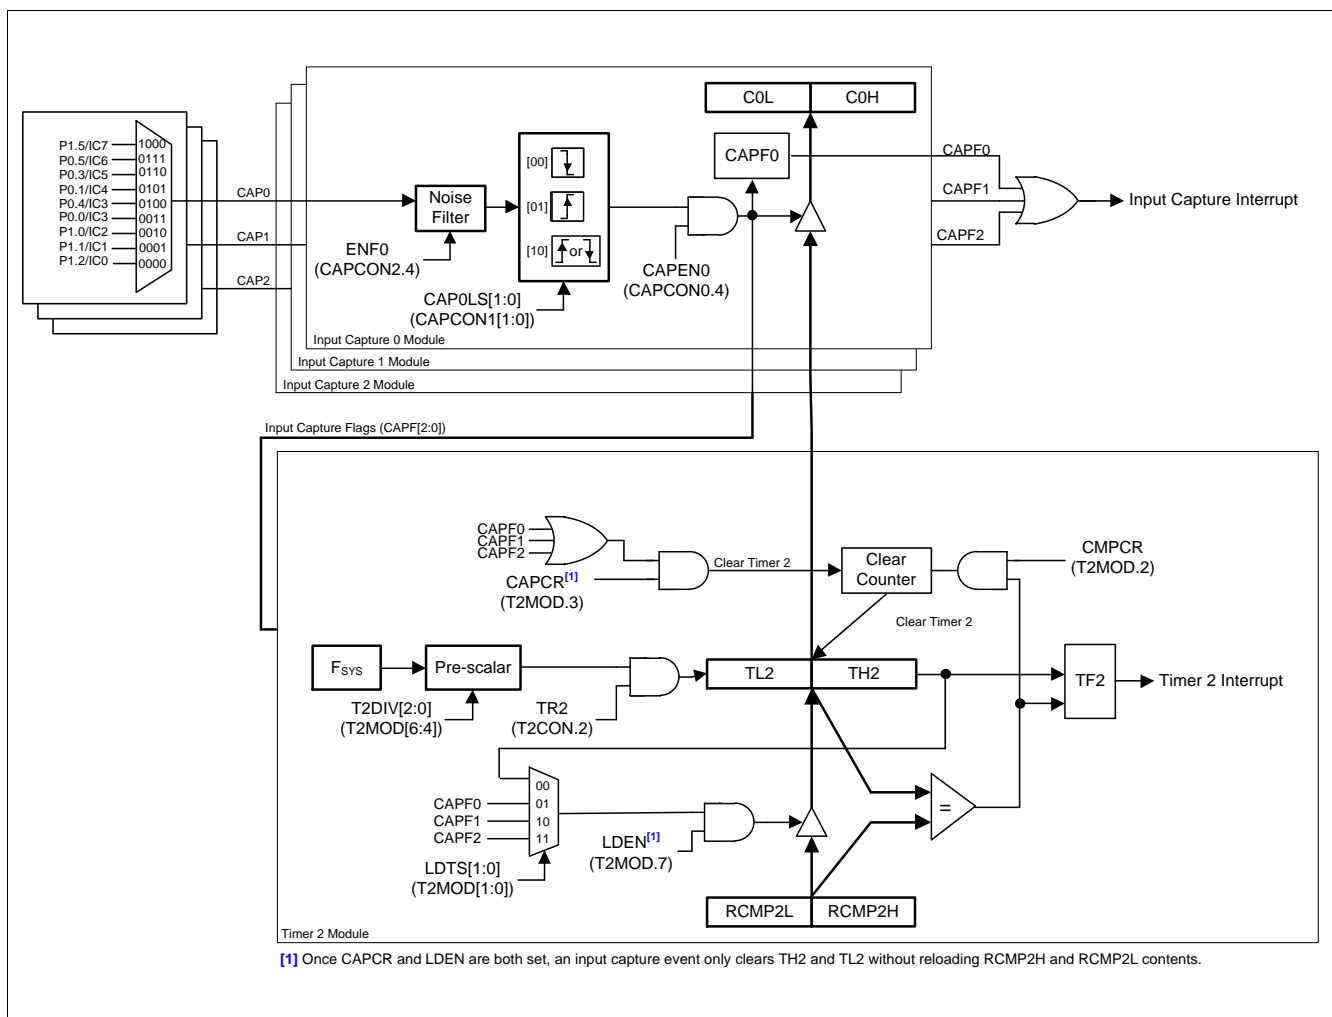 C0L
C0H
P1.5/IC7
1000
P0.5/IC6
0111
P0.3/IC5
0110
P0.1/IC4
0101
P0.4/IC3
0100
P0.0/IC3
0011
P1.0/IC2
0010
P1.1/IC1
0001
P1.2/IC0
0000
CAP0
CAP1
CAP2
Noise
Filter
ENF0
(CAPCON2.4)
[00]
[01]
[10]
or
CAP0LS[1:0]
(CAPCON1[1:0])
CAPEN0
(CAPCON0.4)
CAPF0
CAPF0
CAPF1
CAPF2
Input Capture Interrupt
Input Capture 0 Module
Input Capture 1 Module
Input Capture 2 Module
Input Capture Flags (CAPF[2:0])
CAPF0
CAPF1
CAPF2
CAPCR[1]
(T2MOD.3)
Clear Timer 2
Clear
Counter
CMPCR
(T2MOD.2)
Clear Timer 2
FSYS
Pre-scalar
T2DIV[2:0]
(T2MOD[6:4])
TR2
(T2CON.2)
TL2
TH2
TF2
Timer 2 Interrupt
00
CAPF0
01
CAPF1
10
CAPF2
11
LDTS[1:0]
(T2MOD[1:0])
LDEN[1]
(T2MOD.7)
=
RCMP2L
RCMP2H
Timer 2 Module
[1] Once CAPCR and LDEN are both set, an input capture event only clears TH2 and TL2 without reloading RCMP2H and RCMP2L contents.